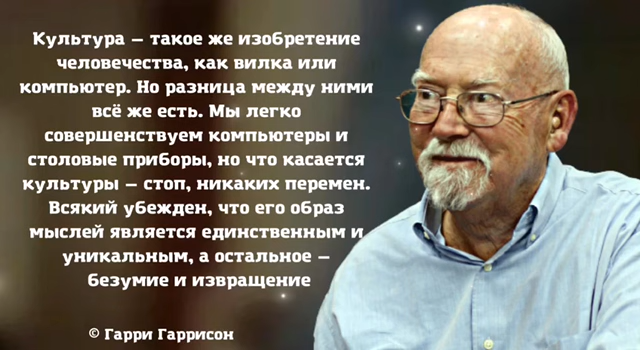 Культура – такое же изобретение
человечества, как вилка или
компьютер. Но разница между ними
всё же есть. Мы легко
совершенствуем компьютеры и
столовые приборы, но что касается
культуры – стоп, никаких перемен.
Всякий убежден, что его образ
мыслей является единственным и
уникальным, а остальное –
безумие и извращение
© Гарри Гаррисон